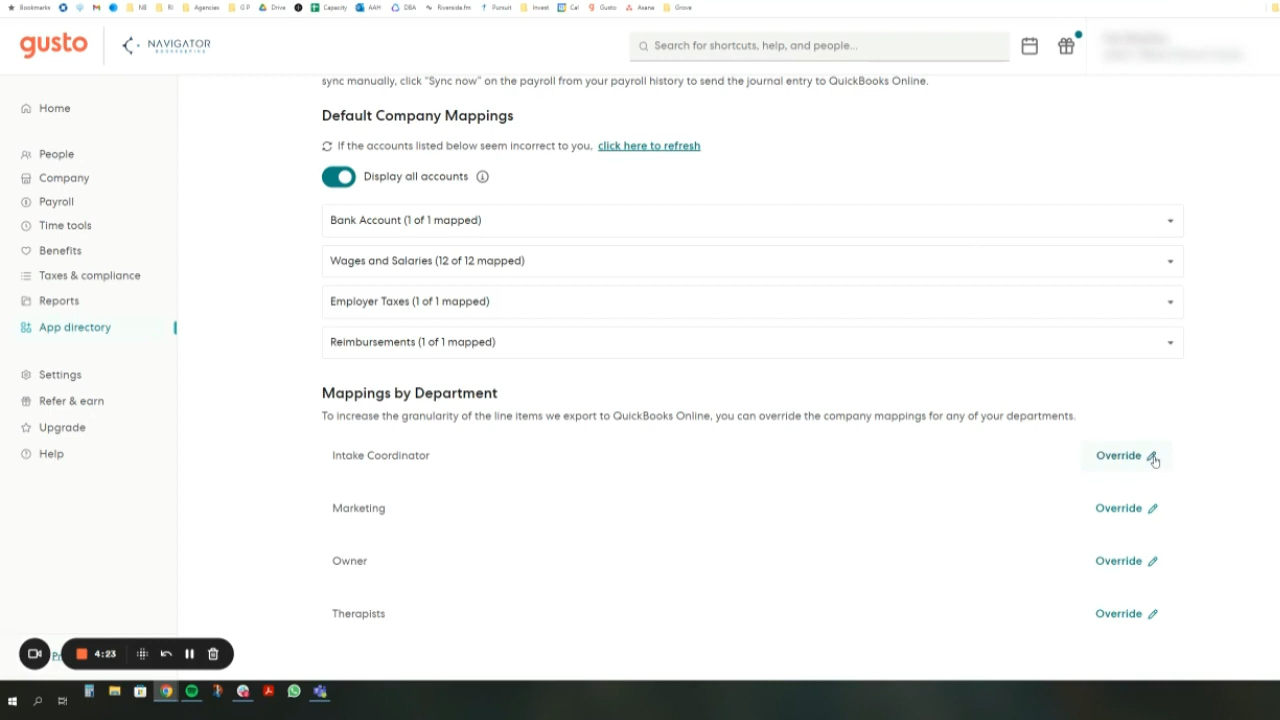 Bookmarks NB RI Agencies G P Drive Capacity AAH DBA Riverside.fm Pursuit Invest Cal Gusto Asana Grove
gusto
NAVIGATOR
BOOKKEEPING
Search for shortcuts, help, and people...
sync manually, click "Sync now" on the payroll from your payroll history to send the journal entry to QuickBooks Online.
Home
People
Company
Payroll
Time tools
Benefits
Taxes & compliance
Reports
App directory
Settings
Refer & earn
Upgrade
Help
Default Company Mappings
If the accounts listed below seem incorrect to you, click here to refresh
Display all accounts
Bank Account (1 of 1 mapped)
Wages and Salaries (12 of 12 mapped)
Employer Taxes (1 of 1 mapped)
Reimbursements (1 of 1 mapped)
Mappings by Department
To increase the granularity of the line items we export to QuickBooks Online, you can override the company mappings for any of your departments.
Intake Coordinator Override
Marketing Override
Owner Override
Therapists Override
4:23